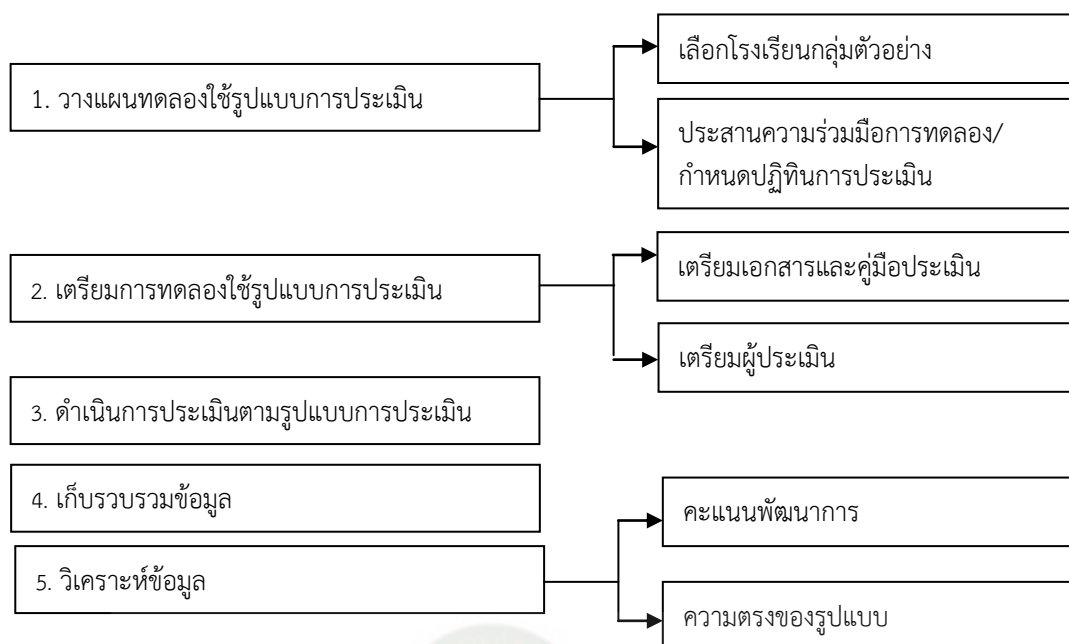 1. วางแผนทดลองใช้รูปแบบการประเมิน
เลือกโรงเรียนกลุ่มตัวอย่าง
ประสานความร่วมมือการทดลอง/
กำหนดปฏิทินการประเมิน
2. เตรียมการทดลองใช้รูปแบบการประเมิน
เตรียมเอกสารและคู่มือประเมิน
เตรียมผู้ประเมิน
3. ดำเนินการประเมินตามรูปแบบการประเมิน
4. เก็บรวบรวมข้อมูล
5. วิเคราะห์ข้อมูล
คะแนนพัฒนาการ
ความตรงของรูปแบบ